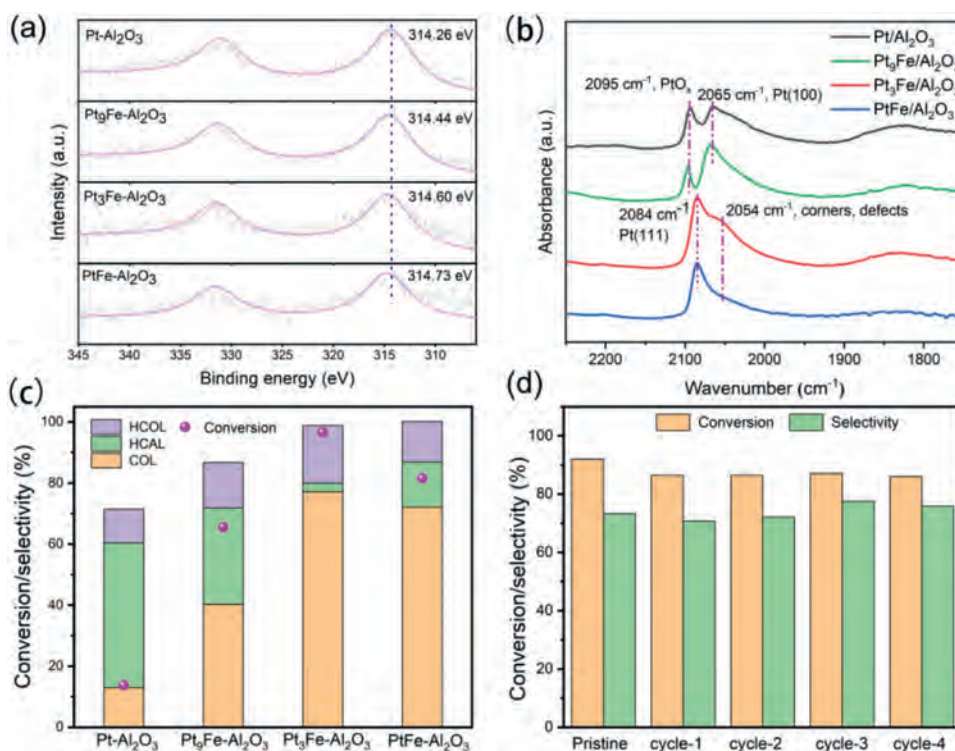 (a)
Pt-Al₂O₃
314.26 eV
Pt₉Fe-Al₂O₃
314.44 eV
Pt₃Fe-Al₂O₃
314.60 eV
PtFe-Al₂O₃
314.73 eV
Intensity (a.u.)
345 340 335 330 325 320 315 310
Binding energy (eV)
(b)
Pt/Al₂O₃
Pt₉Fe/Al₂O₃
Pt₃Fe/Al₂O
PtFe/Al₂O₃
2095 cm⁻¹, PtOₓ
2065 cm⁻¹, Pt(100)
2084 cm⁻¹
Pt(111)
2054 cm⁻¹, corners, defects
Absorbance (a.u.)
2200 2100 2000 1900 1800
Wavenumber (cm⁻¹)
(c)
HCOL
HCAL
COL
Conversion
Conversion/selectivity (%)
100
80
60
40
20
0
Pt-Al₂O₃ Pt₉Fe-Al₂O₃ Pt₃Fe-Al₂O₃ PtFe-Al₂O₃
(d)
Conversion Selectivity
Conversion/selectivity (%)
100
80
60
40
20
0
Pristine cycle-1 cycle-2 cycle-3 cycle-4